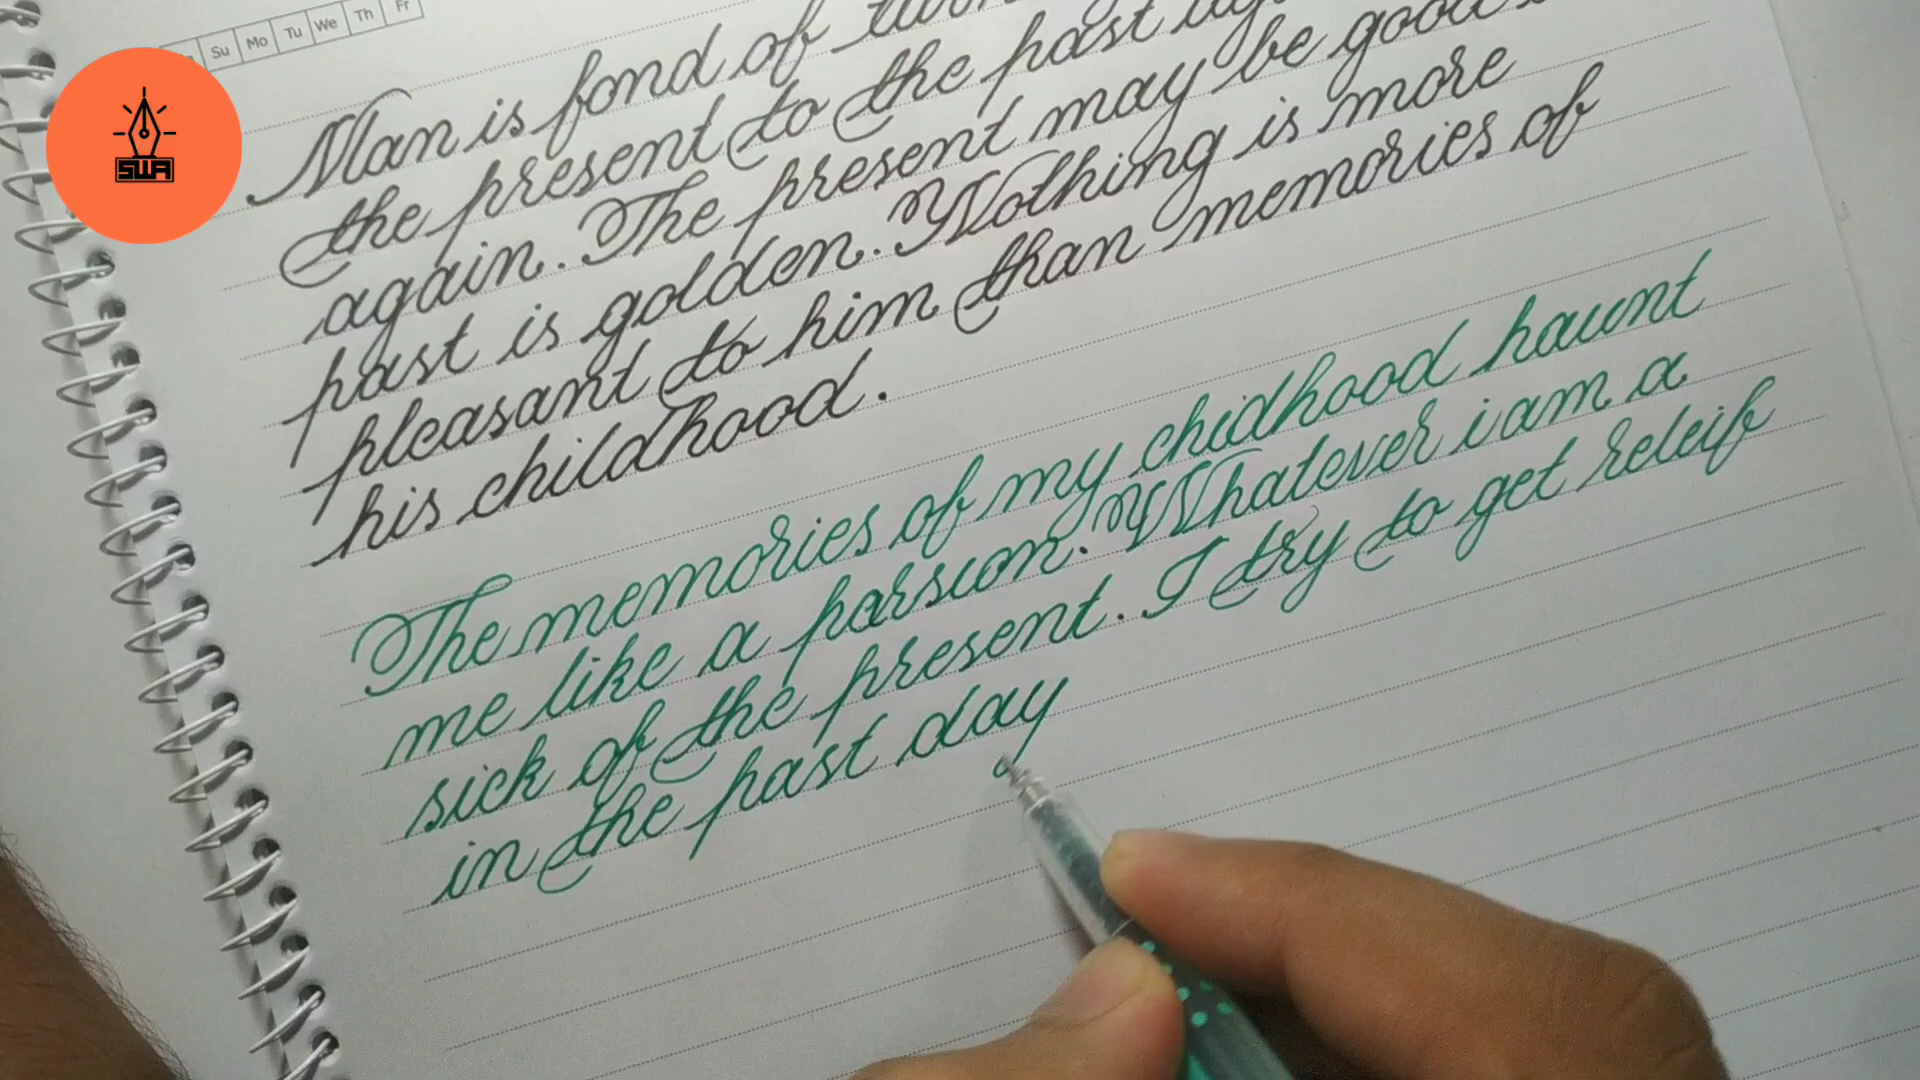 Su Mo Tu We Th Fr
SWA
Man is fond of
the present to the past
again. The present may be good
past is golden. Nothing is more
pleasant to him than memories of
his childhood.
The memories of my chidhood haunt
me like a parsion. Whatever i am a
sick of the present. I try to get releif
in the past day